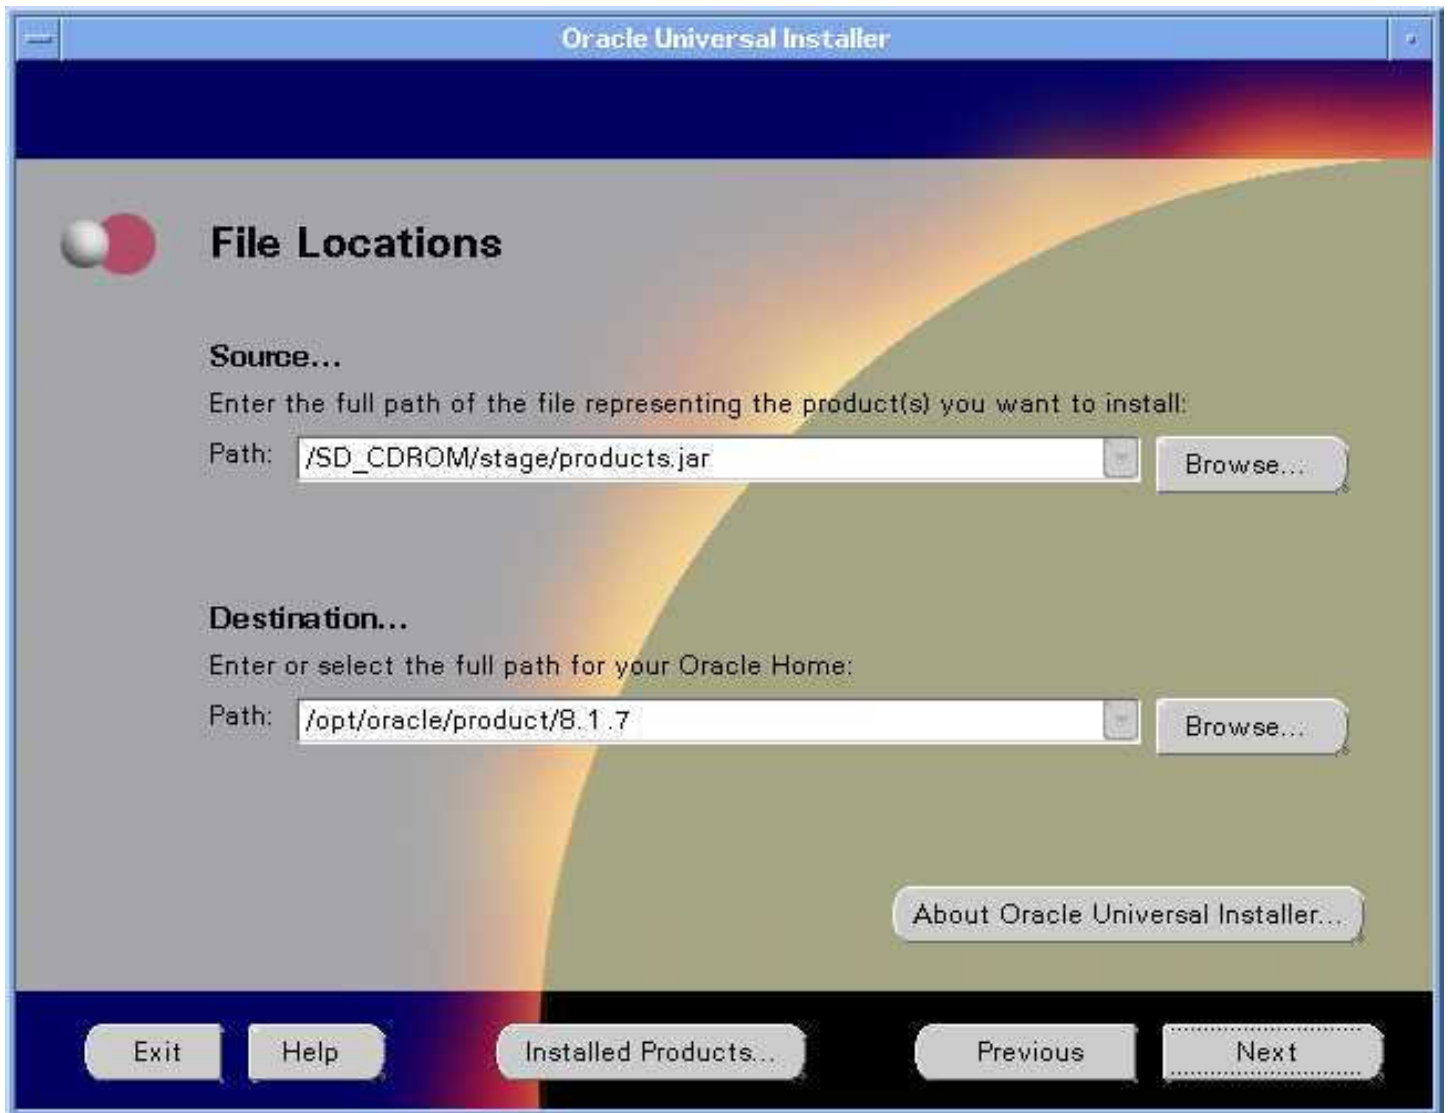 Oracle Universal Installer
File Locations
Source...
Enter the full path of the file representing the product(s) you want to install:
Path: /SD_CDROM/stage/products.jar Browse...
Destination...
Enter or select the full path for your Oracle Home:
Path: /opt/oracle/product/8.1.7 Browse...
About Oracle Universal Installer...
Exit Help Installed Products... Previous Next